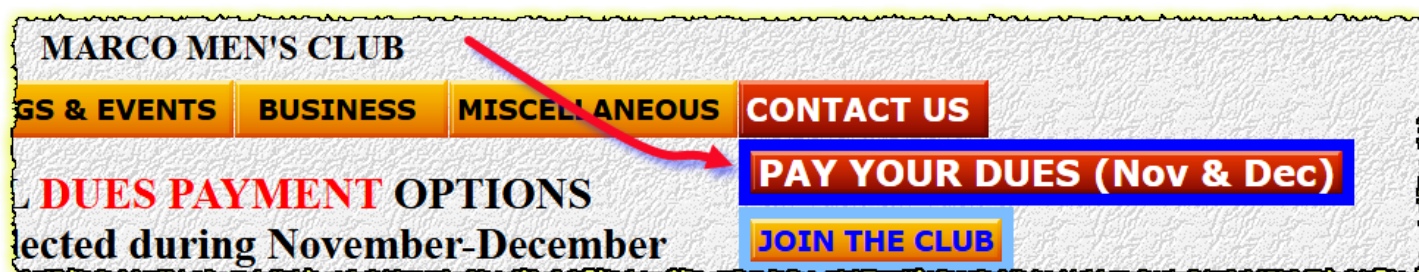 MARCO MEN'S CLUB
GS & EVENTS BUSINESS MISCELLANEOUS CONTACT US
PAY YOUR DUES (Nov & Dec)
DUES PAYMENT OPTIONS
lected during November-December
JOIN THE CLUB